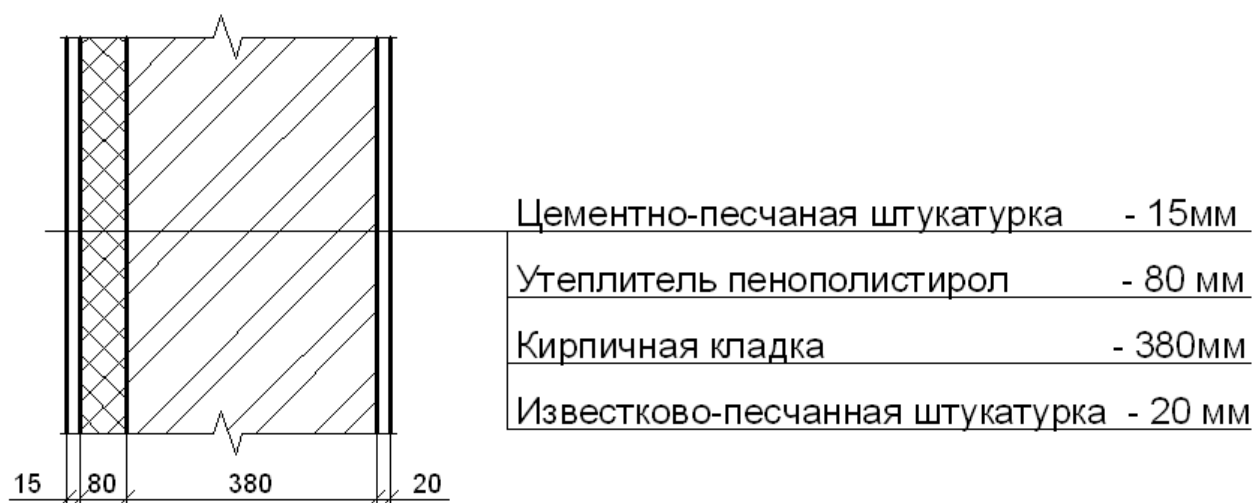 Цементно-песчаная штукатурка - 15мм
Утеплитель пенополистирол - 80 мм
Кирпичная кладка - 380мм
Известково-песчанная штукатурка - 20 мм
15 80 380 20